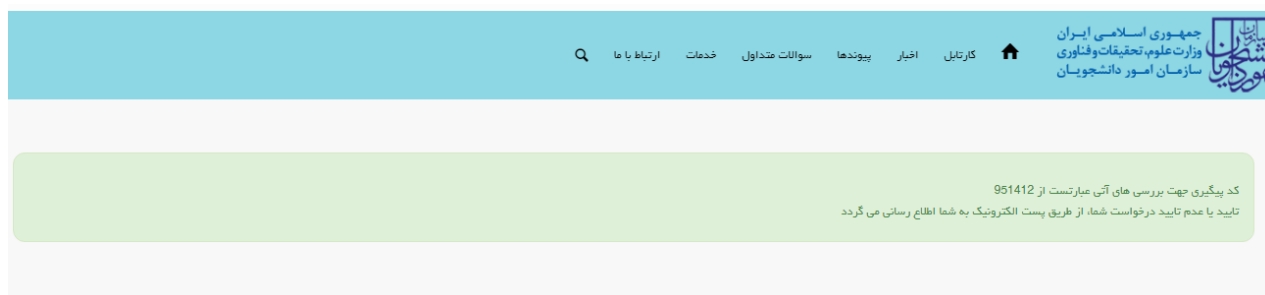 جمهوری اسلامی ایران
وزارت علوم، تحقیقات و فناوری
سازمان امور دانشجویان
کارتابل اخبار پیوندها سوالات متداول خدمات ارتباط با ما
کد پیگیری جهت بررسی های آتی عبارتست از 951412
تایید یا عدم تایید درخواست شما، از طریق پست الکترونیک به شما اطلاع رسانی می گردد